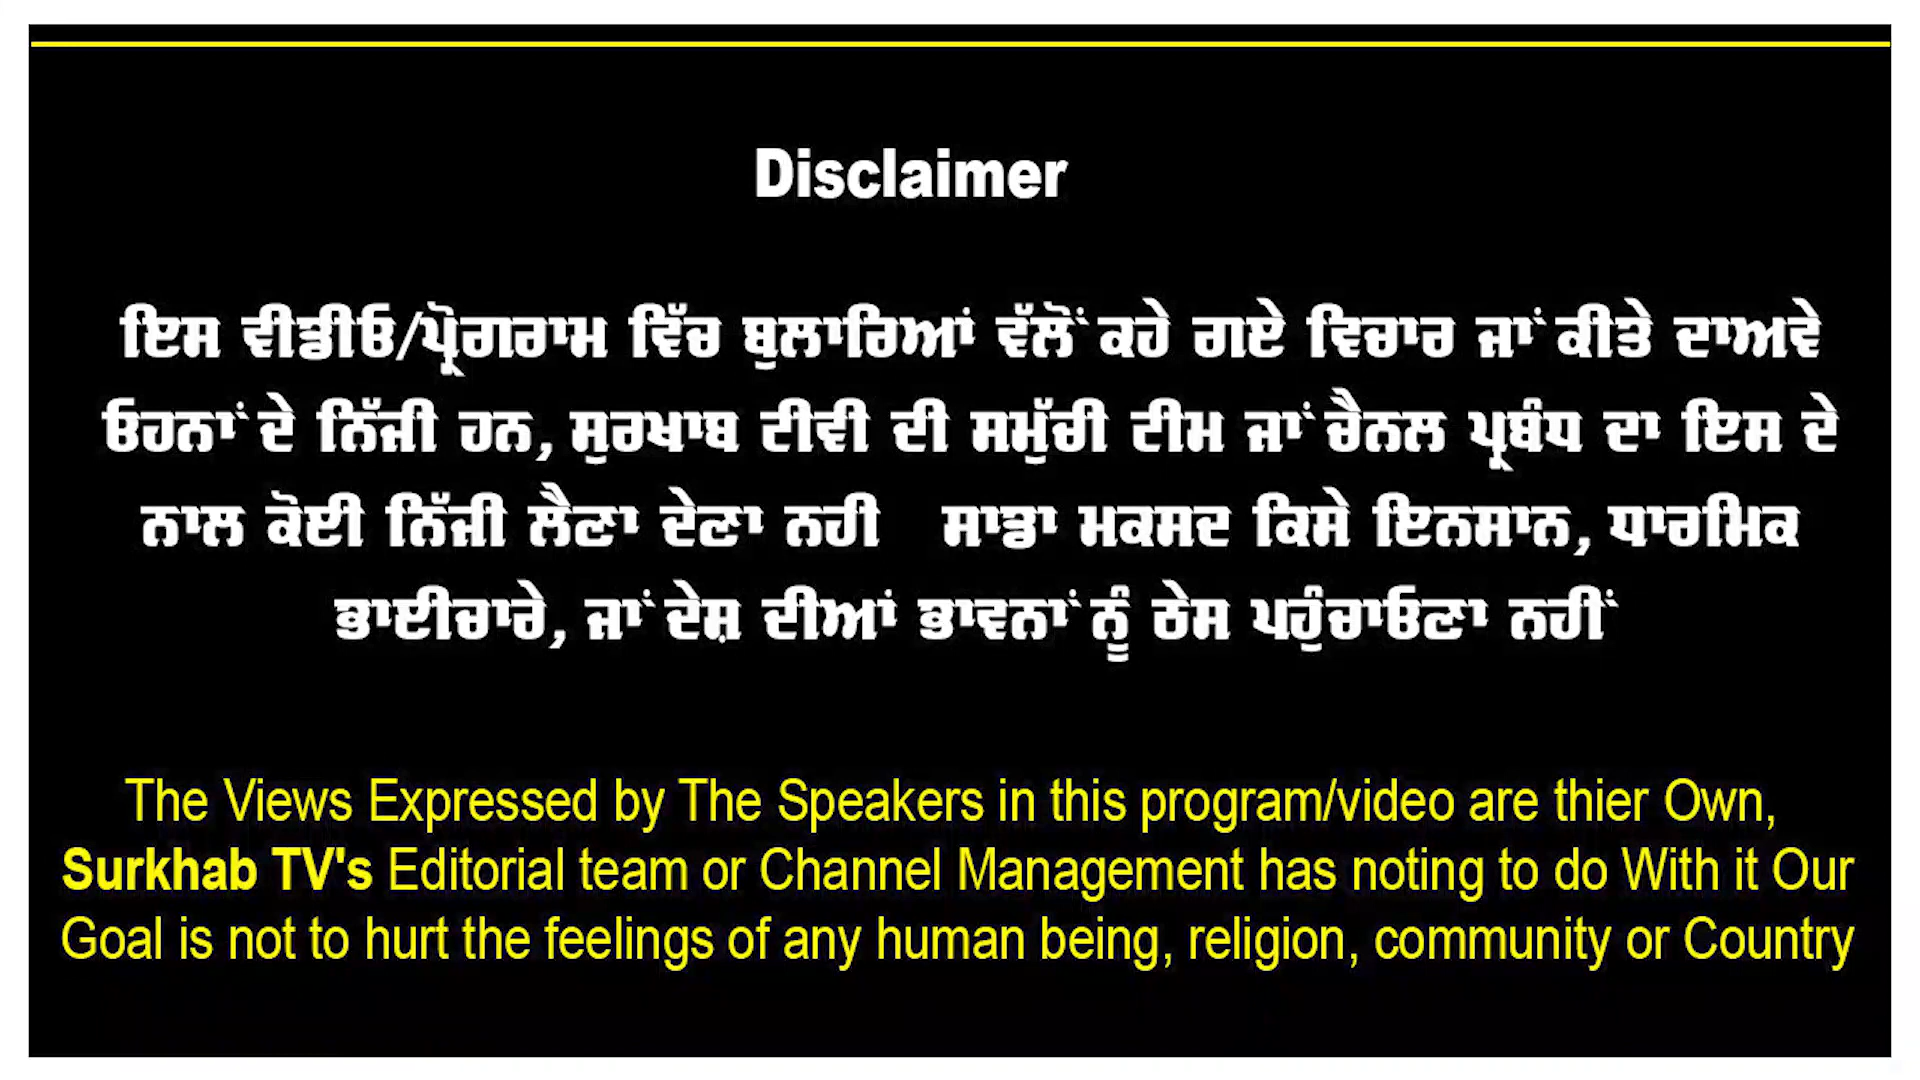 Disclaimer
ਇਸ ਵੀਡੀਓ/ਪ੍ਰੋਗਰਾਮ ਵਿੱਚ ਬੁਲਾਰਿਆਂ ਵੱਲੋਂ ਕਹੇ ਗਏ ਵਿਚਾਰ ਜਾਂ ਕੀਤੇ ਦਾਅਵੇ
ਓਹਨਾਂ ਦੇ ਨਿੱਜੀ ਹਨ, ਸੁਰਖਾਬ ਟੀਵੀ ਦੀ ਸਮੁੱਚੀ ਟੀਮ ਜਾਂ ਚੈਨਲ ਪ੍ਰਬੰਧ ਦਾ ਇਸ ਦੇ
ਨਾਲ ਕੋਈ ਨਿੱਜੀ ਲੈਣਾ ਦੇਣਾ ਨਹੀ ਸਾਡਾ ਮਕਸਦ ਕਿਸੇ ਇਨਸਾਨ, ਧਾਰਮਿਕ
ਭਾਈਚਾਰੇ, ਜਾਂ ਦੇਸ਼ ਦੀਆਂ ਭਾਵਨਾਂ ਨੂੰ ਠੇਸ ਪਹੁੰਚਾਓਣਾ ਨਹੀਂ
The Views Expressed by The Speakers in this program/video are thier Own,
Surkhab TV's Editorial team or Channel Management has noting to do With it Our
Goal is not to hurt the feelings of any human being, religion, community or Country